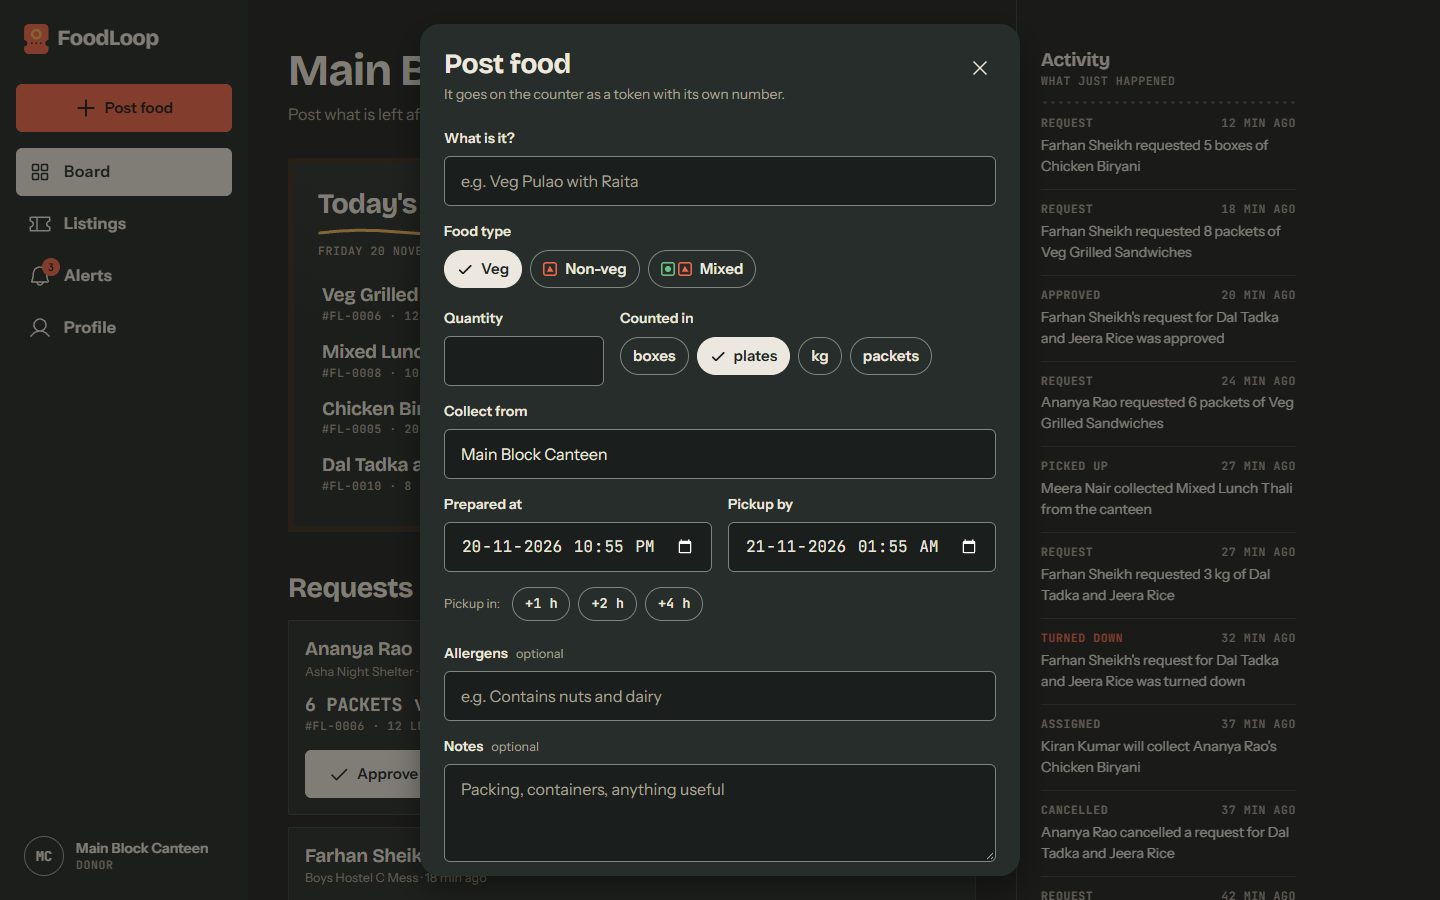 FoodLoop
Post food
Board
Listings
3
Alerts
Profile
MC
Main Block Canteen
DONOR
Main B
Post what is left af
Today's
FRIDAY 20 NOVE
Veg Grilled
#FL-0006 · 12
Mixed Lunc
#FL-0008 · 10
Chicken Bir
#FL-0005 · 20
Dal Tadka a
#FL-0010 · 8
Requests
Ananya Rao
Asha Night Shelter ·
6 PACKETS
#FL-0006 · 12 L
Approve
Farhan Sheik
Boys Hostel C Mess · 18 min ago
Post food
It goes on the counter as a token with its own number.
What is it?
e.g. Veg Pulao with Raita
Food type
Veg
Non-veg
Mixed
Quantity
Counted in
boxes
plates
kg
packets
Collect from
Main Block Canteen
Prepared at
Pickup by
20-11-2026 10:55 PM
21-11-2026 01:55 AM
Pickup in:
+1 h
+2 h
+4 h
Allergens optional
e.g. Contains nuts and dairy
Notes optional
Packing, containers, anything useful
Activity
WHAT JUST HAPPENED
REQUEST 12 MIN AGO
Farhan Sheikh requested 5 boxes of
Chicken Biryani
REQUEST 18 MIN AGO
Farhan Sheikh requested 8 packets of
Veg Grilled Sandwiches
APPROVED 20 MIN AGO
Farhan Sheikh's request for Dal Tadka
and Jeera Rice was approved
REQUEST 24 MIN AGO
Ananya Rao requested 6 packets of Veg
Grilled Sandwiches
PICKED UP 27 MIN AGO
Meera Nair collected Mixed Lunch Thali
from the canteen
REQUEST 27 MIN AGO
Farhan Sheikh requested 3 kg of Dal
Tadka and Jeera Rice
TURNED DOWN 32 MIN AGO
Farhan Sheikh's request for Dal Tadka
and Jeera Rice was turned down
ASSIGNED 37 MIN AGO
Kiran Kumar will collect Ananya Rao's
Chicken Biryani
CANCELLED 37 MIN AGO
Ananya Rao cancelled a request for Dal
Tadka and Jeera Rice
REQUEST 42 MIN AGO